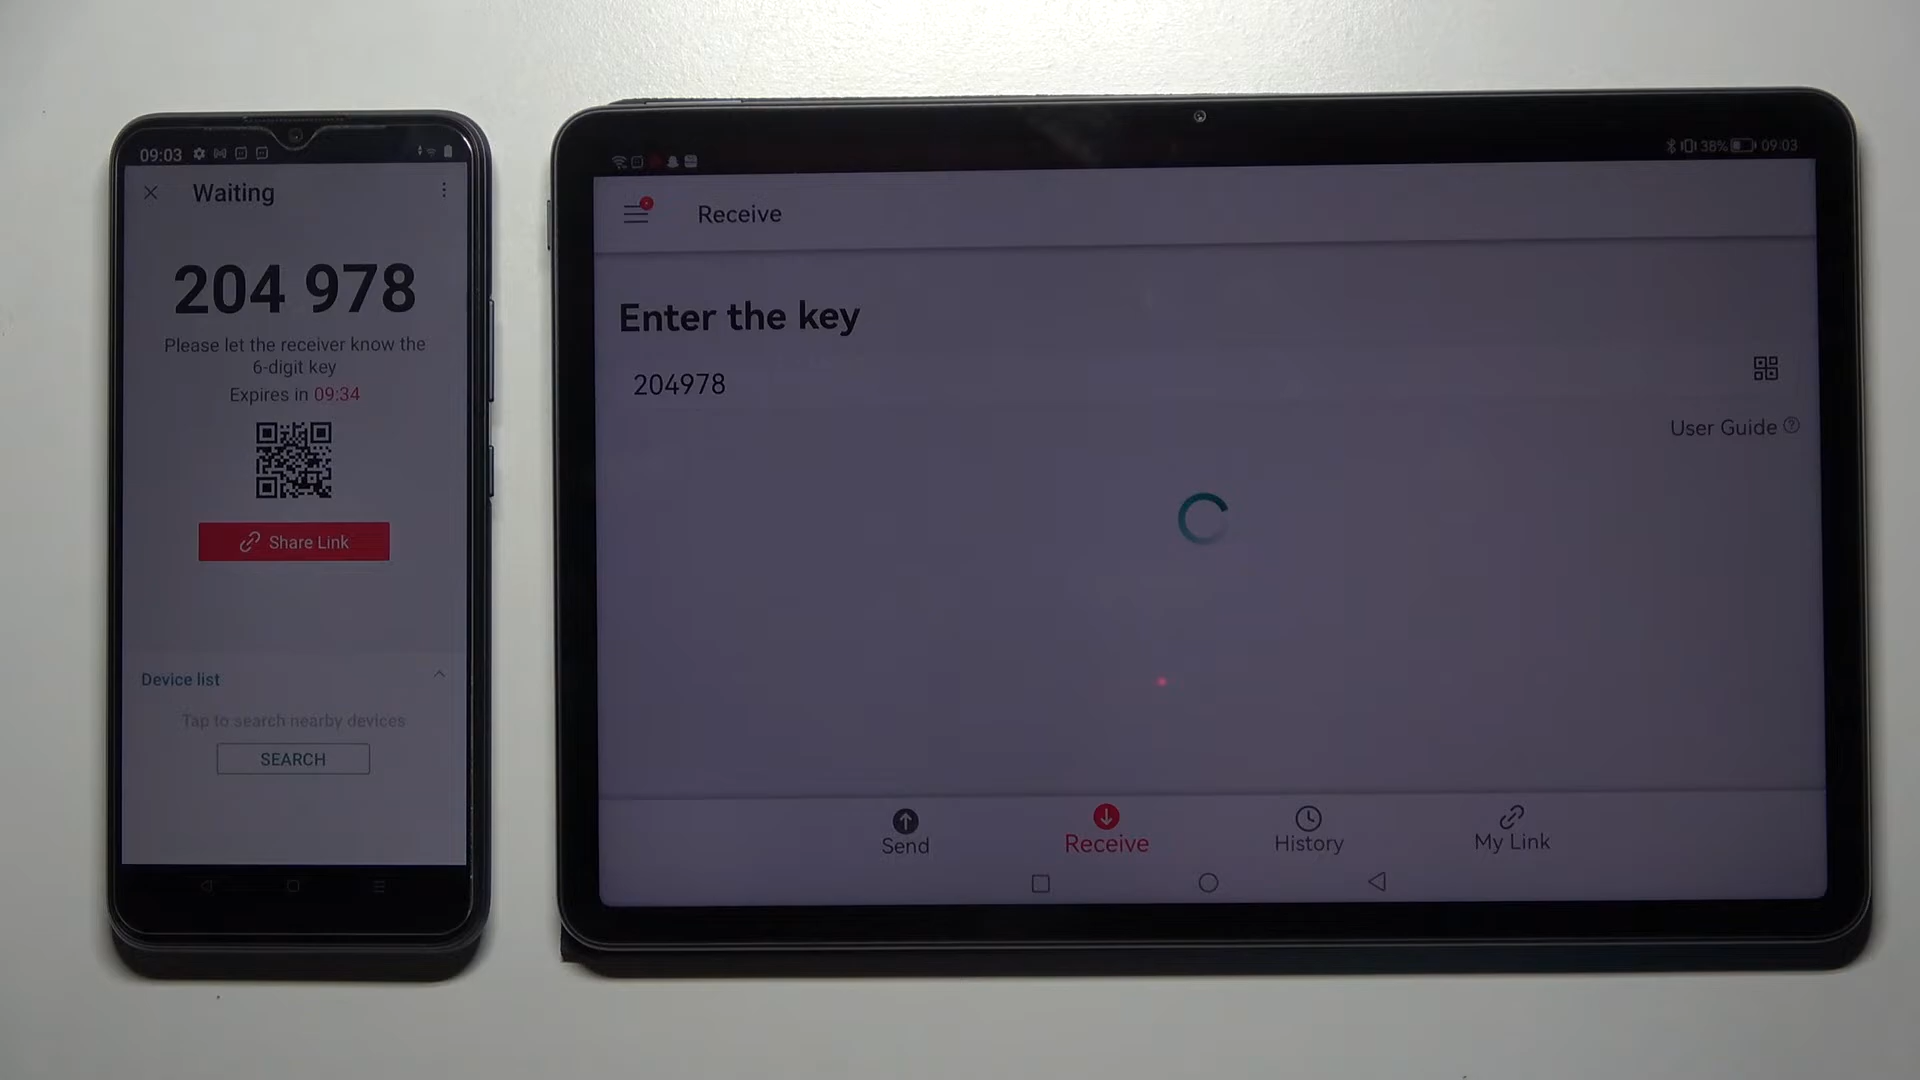 09:03
Waiting
204 978
Please let the receiver know the
6-digit key
Expires in 09:34
Share Link
Device list
Tap to search nearby devices
SEARCH
38% 09:03
Receive
Enter the key
204978
User Guide
Send
Receive
History
My Link